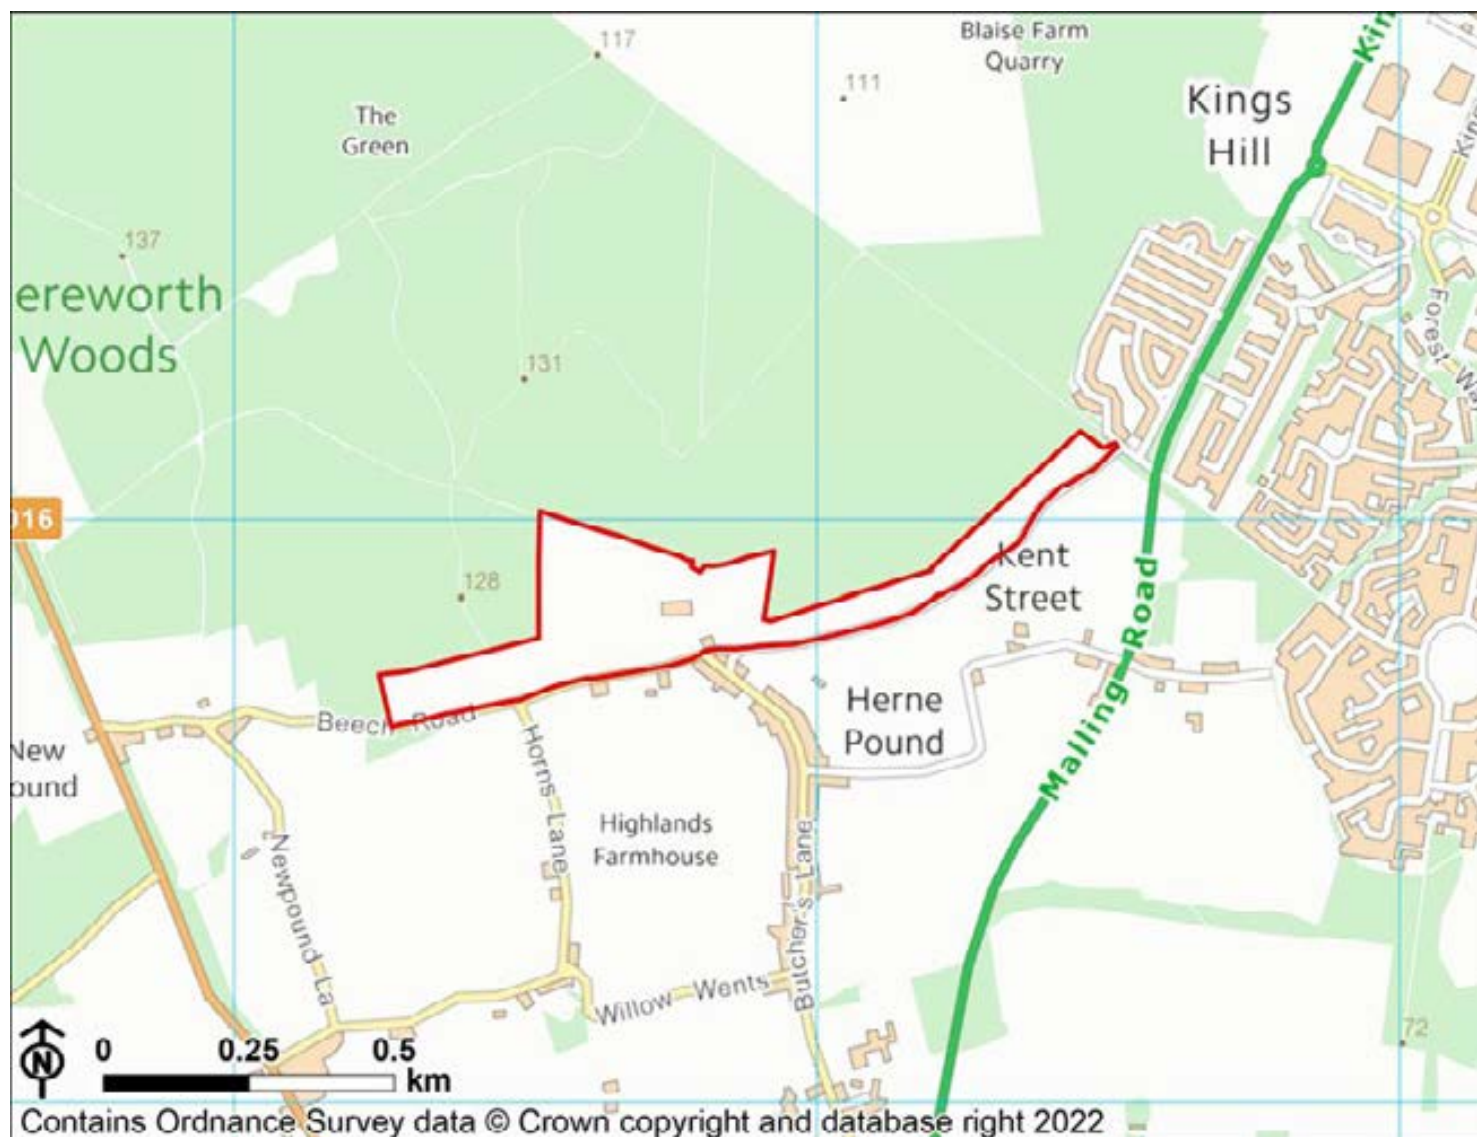 117
Blaise Farm
Quarry
Kin
111
Kings
Hill
The
Green
137
ereworth
Woods
Forest Wa
131
016
Kent
Street
128
Malling Road
Herne
Pound
Beech Road
New
ound
Horns Lane
Highlands
Farmhouse
Newpound La
Butcher's Lane
Willow Wents
72
N
0 0.25 0.5
km
Contains Ordnance Survey data © Crown copyright and database right 2022